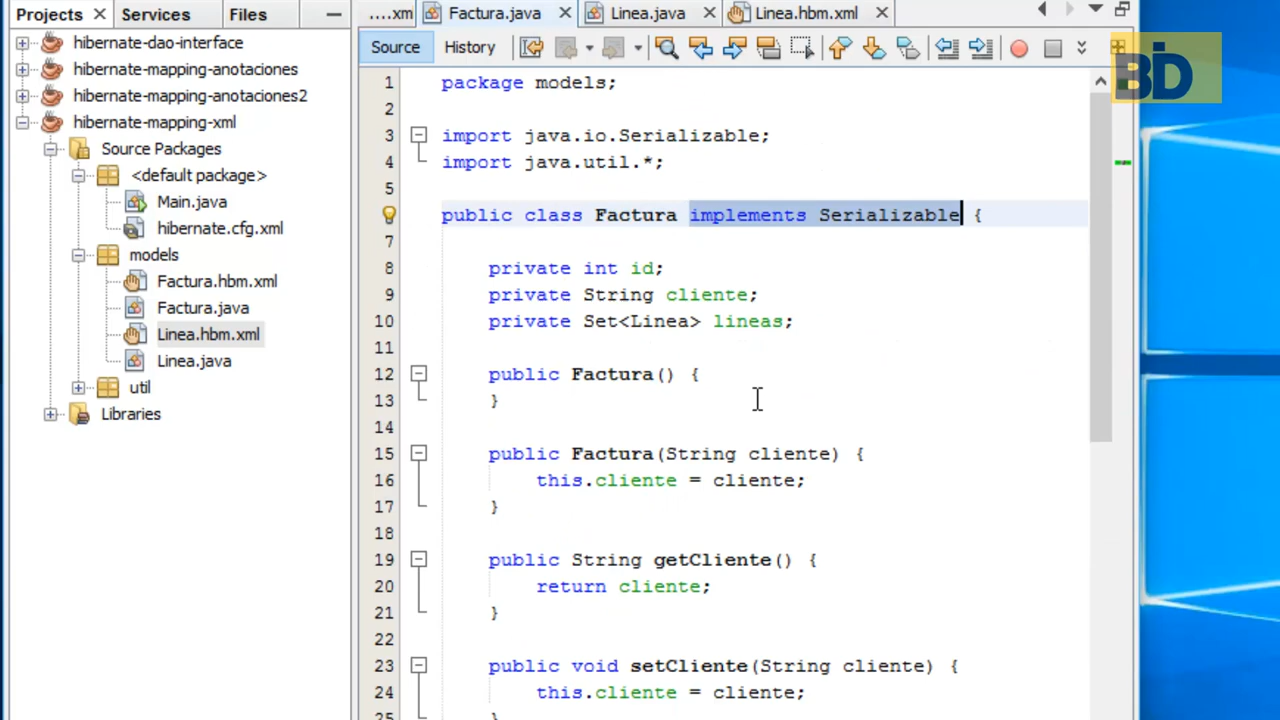 Projects
Services
Files
....xm
Factura.java
Linea.java
Linea.hbm.xml
hibernate-dao-interface
hibernate-mapping-anotaciones
hibernate-mapping-anotaciones2
hibernate-mapping-xml
Source Packages
<default package>
Main.java
hibernate.cfg.xml
models
Factura.hbm.xml
Factura.java
Linea.hbm.xml
Linea.java
util
Libraries
Source
History
BID
1 package models;
2
3 import java.io.Serializable;
4 import java.util.*;
5
public class Factura implements Serializable {
7
8 private int id;
9 private String cliente;
10 private Set<Linea> lineas;
11
12 public Factura() {
13 }
14
15 public Factura(String cliente) {
16 this.cliente = cliente;
17 }
18
19 public String getCliente() {
20 return cliente;
21 }
22
23 public void setCliente(String cliente) {
24 this.cliente = cliente;
25 }